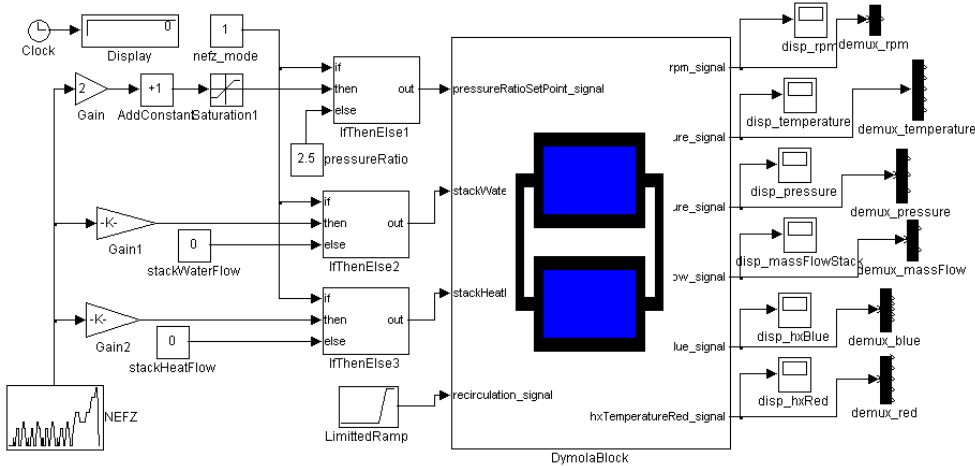 0
Clock
Display
1
nefz_mode
2
Gain
+1
AddConstant
Saturation1
if
then
else
out
IfThenElse1
2.5
pressureRatio
-K-
Gain1
0
stackWaterFlow
if
then
else
out
IfThenElse2
-K-
Gain2
0
stackHeatFlow
if
then
else
out
IfThenElse3
NEFZ
LimittedRamp
pressureRatioSetPoint_signal
stackWate
stackHeatI
recirculation_signal
rpm_signal
ure_signal
ure_signal
ow_signal
lue_signal
hxTemperatureRed_signal
DymolaBlock
disp_rpm
demux_rpm
disp_temperature
demux_temperature
disp_pressure
demux_pressure
disp_massFlowStack
demux_massFlow
disp_hxBlue
demux_blue
disp_hxRed
demux_red